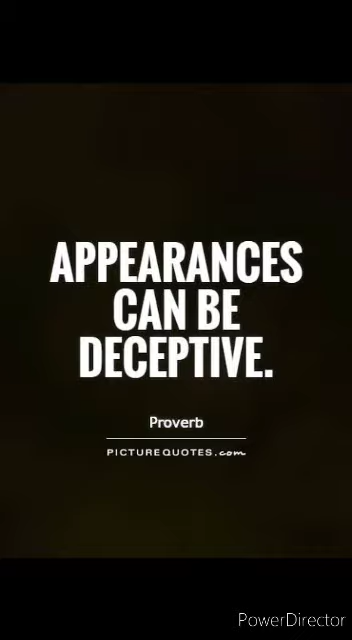 APPEARANCES
CAN BE
DECEPTIVE.
Proverb
PICTUREQUOTES.com
PowerDirector